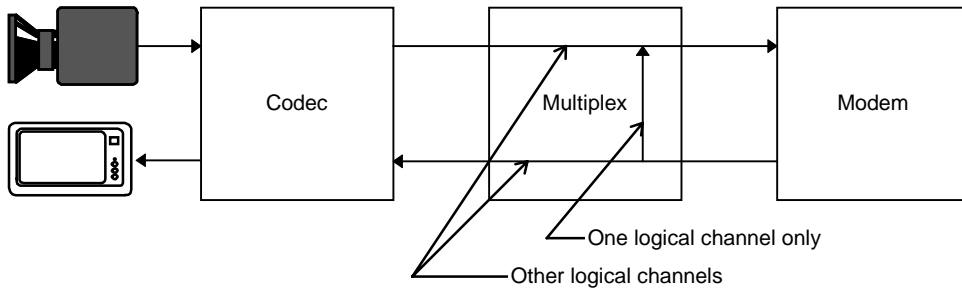 Codec
Multiplex
Modem
One logical channel only
Other logical channels